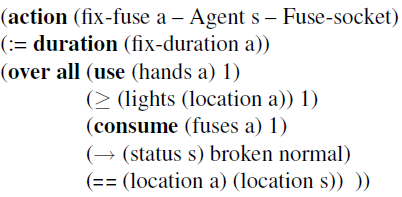 (action (fix-fuse a – Agent s – Fuse-socket)
(:= duration (fix-duration a))
(over all (use (hands a) 1)
(≥ (lights (location a)) 1)
(consume (fuses a) 1)
(→ (status s) broken normal)
(== (location a) (location s)) ))